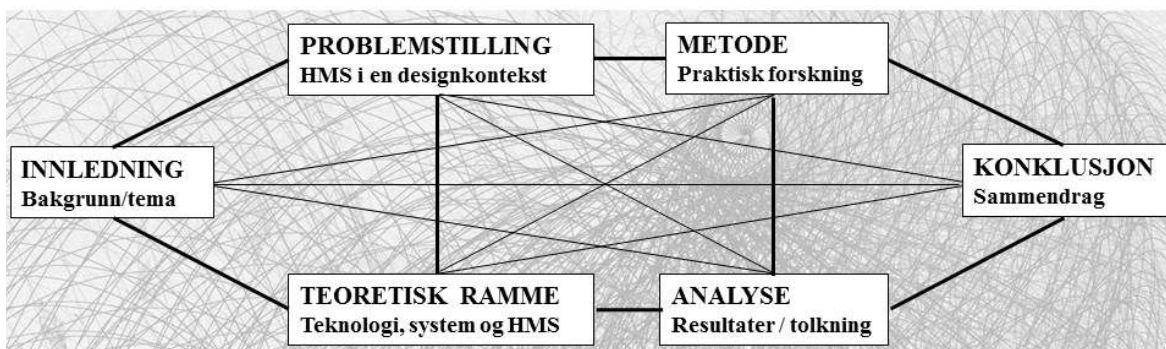 PROBLEMSTILLING
HMS i en designkontekst
METODE
Praktisk forskning
INNLEDNING
Bakgrunn/tema
KONKLUSJON
Sammendrag
TEORETISK RAMME
Teknologi, system og HMS
ANALYSE
Resultater / tolkning